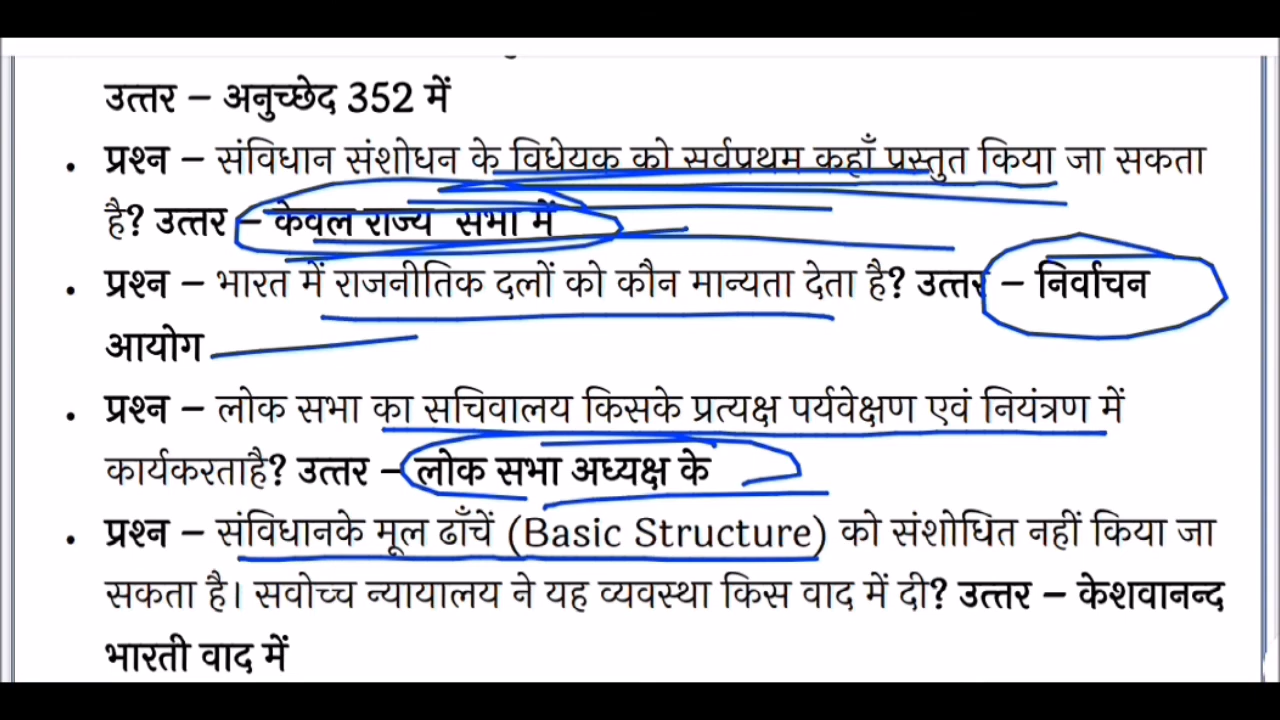 उत्तर – अनुच्छेद 352 में
• प्रश्न – संविधान संशोधन के विधेयक को सर्वप्रथम कहाँ प्रस्तुत किया जा सकता
है? उत्तर – केवल राज्य सभा में
• प्रश्न – भारत में राजनीतिक दलों को कौन मान्यता देता है? उत्तर – निर्वाचन
आयोग
• प्रश्न – लोक सभा का सचिवालय किसके प्रत्यक्ष पर्यवेक्षण एवं नियंत्रण में
कार्यकरताहै? उत्तर – लोक सभा अध्यक्ष के
• प्रश्न – संविधानके मूल ढाँचें (Basic Structure) को संशोधित नहीं किया जा
सकता है। सवोच्च न्यायालय ने यह व्यवस्था किस वाद में दी? उत्तर – केशवानन्द
भारती वाद में